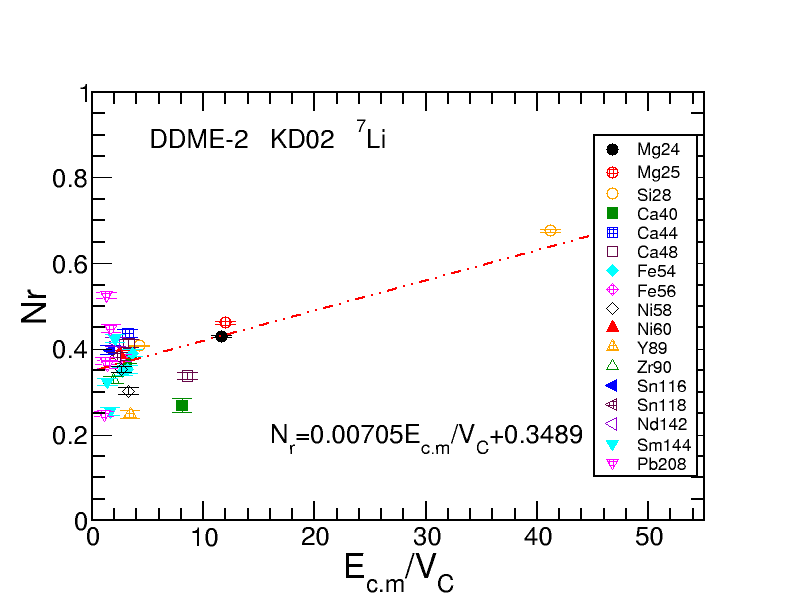 DDME-2 KD02 ⁷Li
1
0.8
0.6
0.4
0.2
0
Nr
Mg24
Mg25
Si28
Ca40
Ca44
Ca48
Fe54
Fe56
Ni58
Ni60
Y89
Zr90
Sn116
Sn118
Nd142
Sm144
Pb208
N_r=0.00705E_c.m/V_C+0.3489
0 10 20 30 40 50
E_c.m/V_C